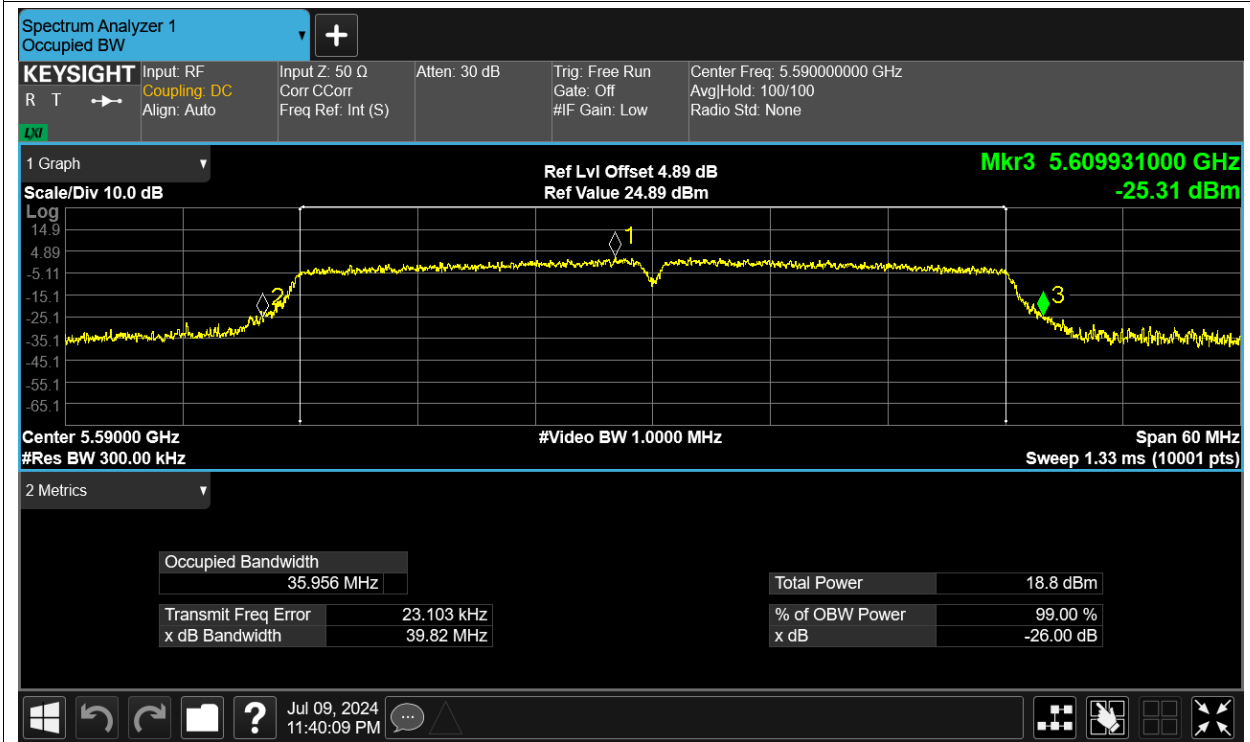 Spectrum Analyzer 1
Occupied BW
KEYSIGHT
R T
LXI
Input: RF
Coupling: DC
Align: Auto
Input Z: 50 Ω
Corr CCorr
Freq Ref: Int (S)
Atten: 30 dB
Trig: Free Run
Gate: Off
#IF Gain: Low
Center Freq: 5.590000000 GHz
Avg|Hold: 100/100
Radio Std: None
1 Graph
Scale/Div 10.0 dB
Ref Lvl Offset 4.89 dB
Ref Value 24.89 dBm
Mkr3 5.609931000 GHz
-25.31 dBm
Log
14.9
4.89
-5.11
-15.1
-25.1
-35.1
-45.1
-55.1
-65.1
1
2
3
Center 5.59000 GHz
#Video BW 1.0000 MHz
Span 60 MHz
#Res BW 300.00 kHz
Sweep 1.33 ms (10001 pts)
2 Metrics
Occupied Bandwidth
35.956 MHz
Transmit Freq Error 23.103 kHz
x dB Bandwidth 39.82 MHz
Total Power 18.8 dBm
% of OBW Power 99.00 %
x dB -26.00 dB
?
Jul 09, 2024
11:40:09 PM